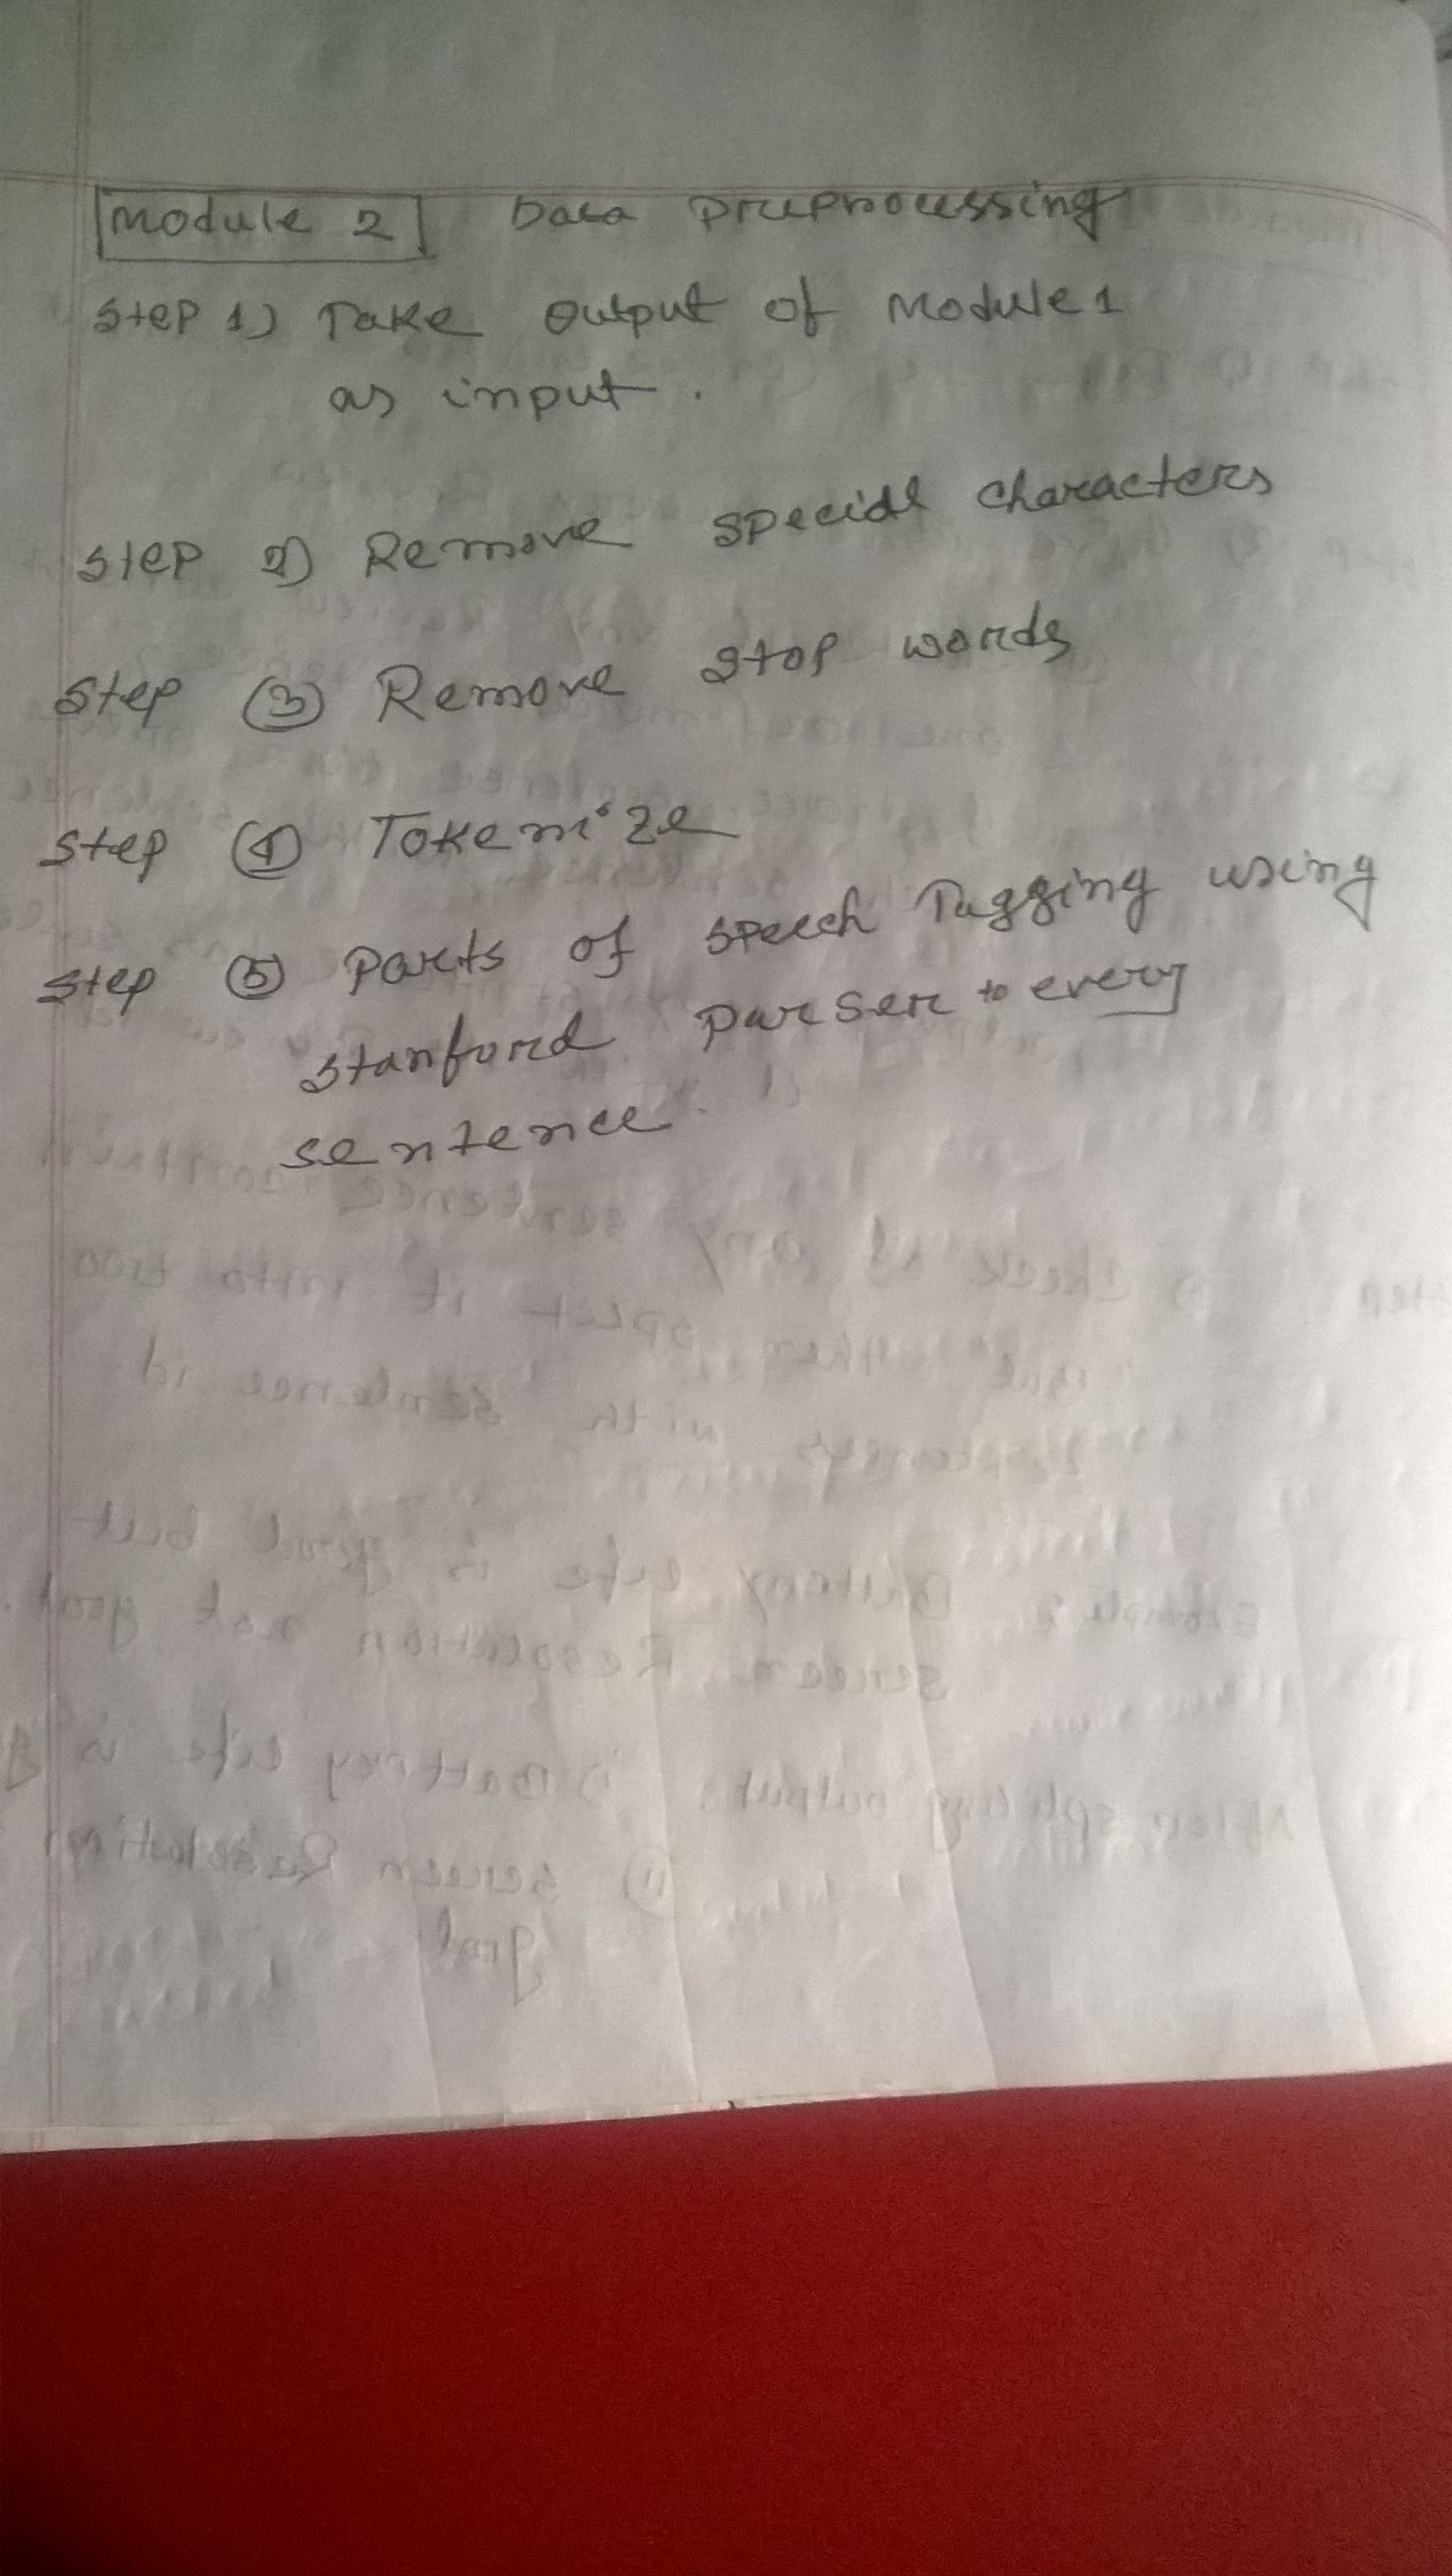 Module 2 Data Preprocessing
Step 1) Take output of Module 1
as input.
Step 2) Remove special characters
Step (3) Remove stop words
Step (4) Tokenize
Step (5) Parts of speech Tagging using
stanford parser to every
sentence.